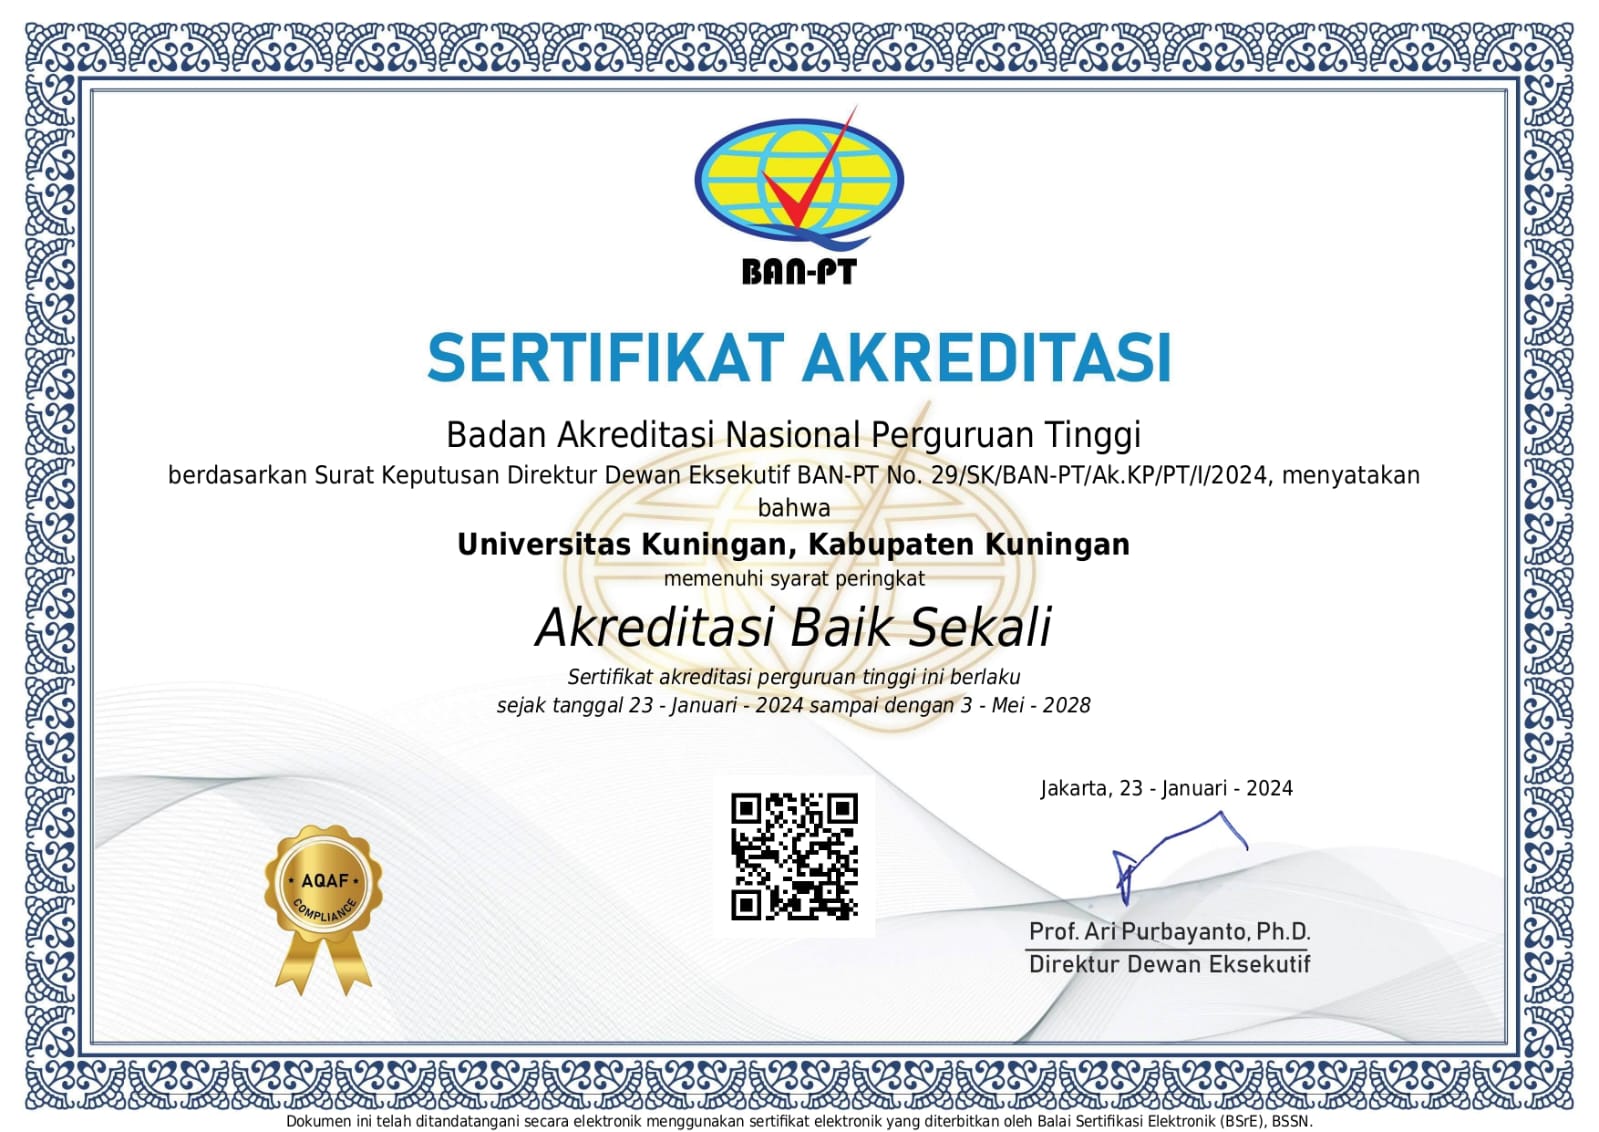 BAN-PT
SERTIFIKAT AKREDITASI
Badan Akreditasi Nasional Perguruan Tinggi
berdasarkan Surat Keputusan Direktur Dewan Eksekutif BAN-PT No. 29/SK/BAN-PT/Ak.KP/PT/I/2024, menyatakan
bahwa
Universitas Kuningan, Kabupaten Kuningan
memenuhi syarat peringkat
Akreditasi Baik Sekali
Sertifikat akreditasi perguruan tinggi ini berlaku
sejak tanggal 23 - Januari - 2024 sampai dengan 3 - Mei - 2028
Jakarta, 23 - Januari - 2024
AQAF
COMPLIANCE
Prof. Ari Purbayanto, Ph.D.
Direktur Dewan Eksekutif
Dokumen ini telah ditandatangani secara elektronik menggunakan sertifikat elektronik yang diterbitkan oleh Balai Sertifikasi Elektronik (BSrE), BSSN.